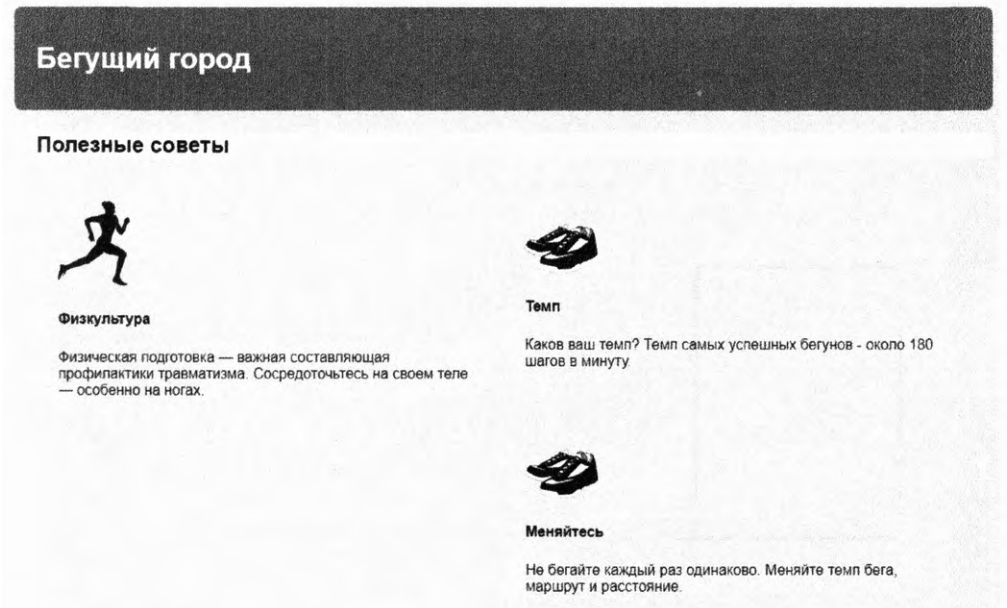 Бегущий город
Полезные советы
Физкультура
Физическая подготовка — важная составляющая
профилактики травматизма. Сосредоточьтесь на своем теле
— особенно на ногах.
Темп
Каков ваш темп? Темп самых успешных бегунов - около 180
шагов в минуту.
Меняйтесь
Не бегайте каждый раз одинаково. Меняйте темп бега,
маршрут и расстояние.